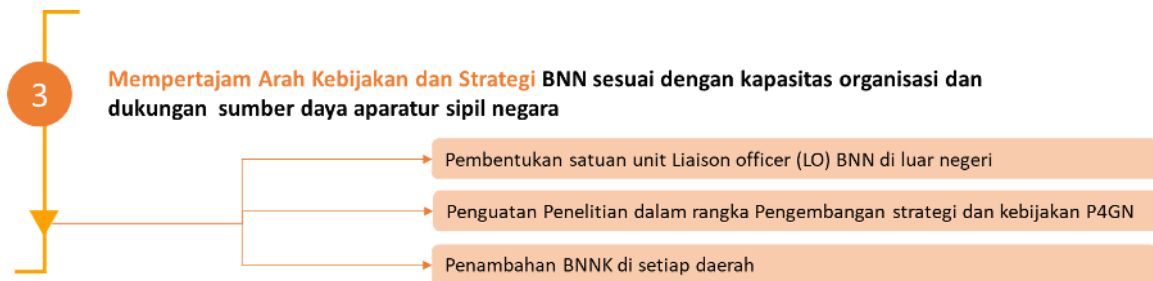 3
Mempertajam Arah Kebijakan dan Strategi BNN sesuai dengan kapasitas organisasi dan
dukungan sumber daya aparatur sipil negara
Pembentukan satuan unit Liaison officer (LO) BNN di luar negeri
Penguatan Penelitian dalam rangka Pengembangan strategi dan kebijakan P4GN
Penambahan BNNK di setiap daerah